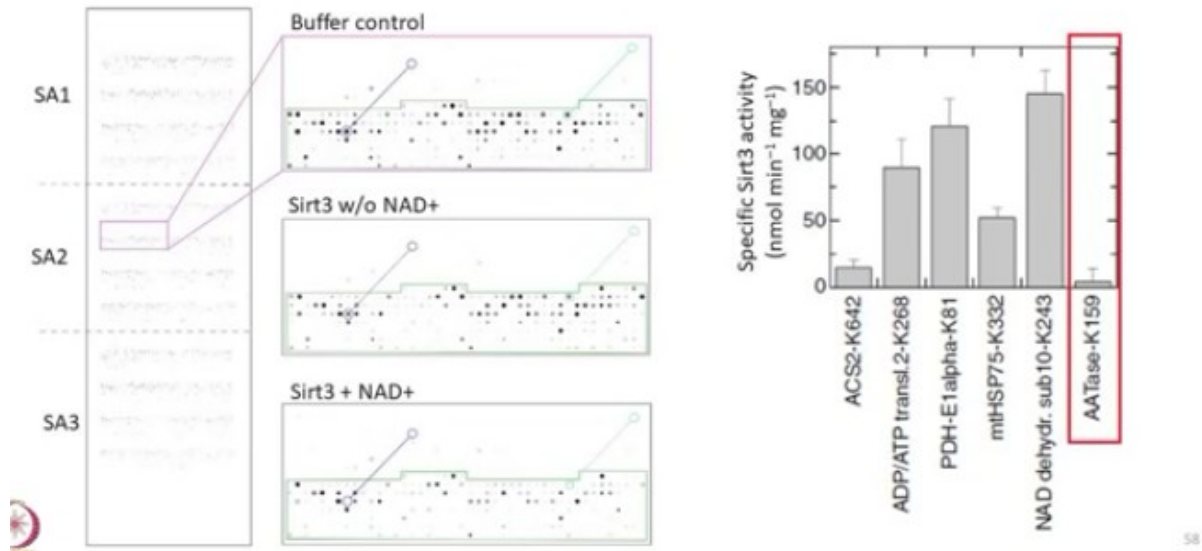 Buffer control
SA1
SA2
SA3
Sirt3 w/o NAD+
Sirt3 + NAD+
Specific Sirt3 activity
(nmol min⁻¹ mg⁻¹)
150
100
50
0
ACS2-K642
ADP/ATP transl.2-K268
PDH-E1alpha-K81
mtHSP75-K332
NAD dehydr. sub10-K243
AATase-K159
58